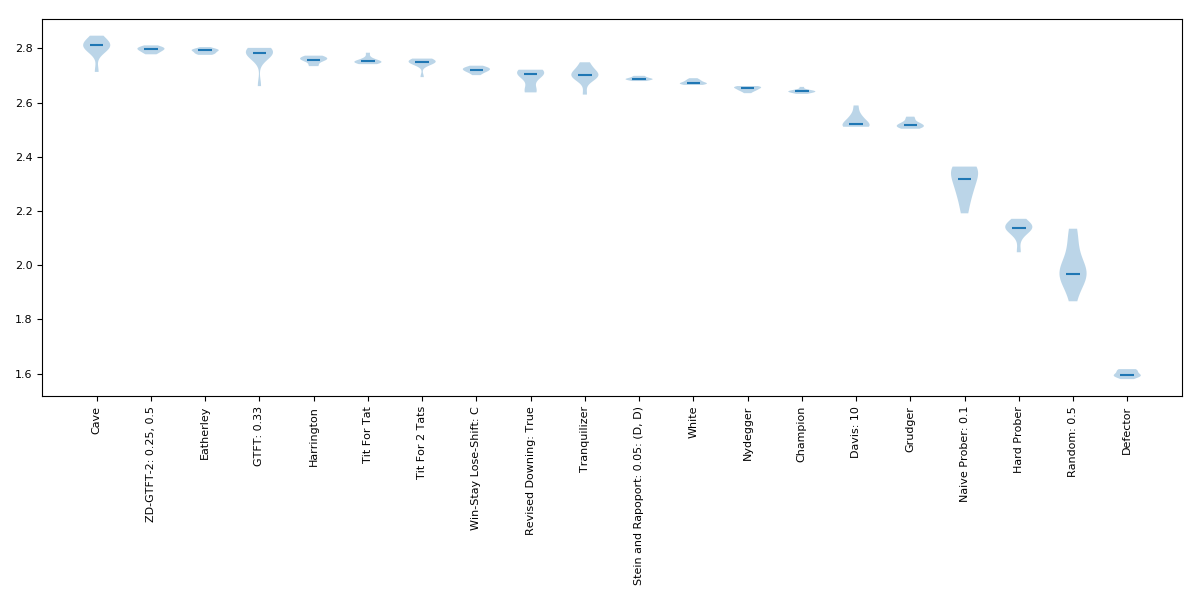 2.8
2.6
2.4
2.2
2.0
1.8
1.6
Cave
ZD-GTFT-2: 0.25, 0.5
Eatherley
GTFT: 0.33
Harrington
Tit For Tat
Tit For 2 Tats
Win-Stay Lose-Shift: C
Revised Downing: True
Tranquilizer
Stein and Rapoport: 0.05: (D, D)
White
Nydegger
Champion
Davis: 10
Grudger
Naive Prober: 0.1
Hard Prober
Random: 0.5
Defector